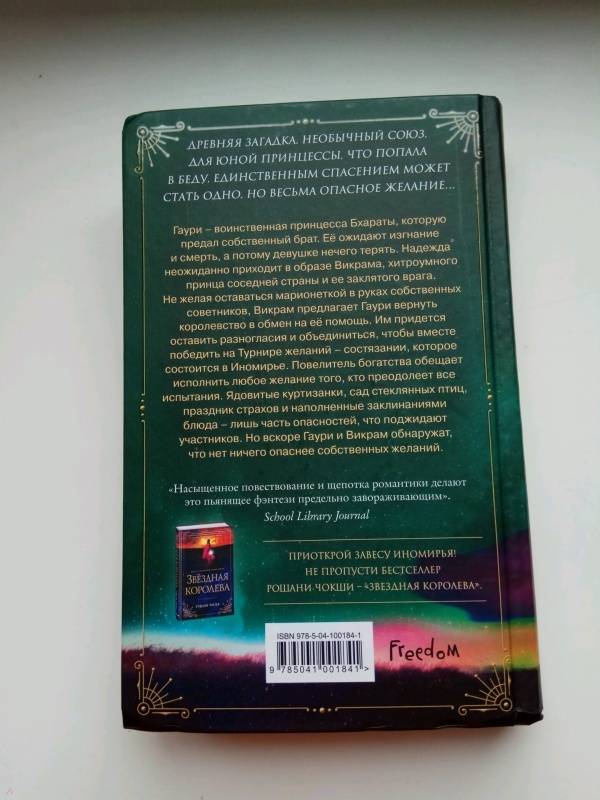 ДРЕВНЯЯ ЗАГАДКА. НЕОБЫЧНЫЙ СОЮЗ.
ДЛЯ ЮНОЙ ПРИНЦЕССЫ, ЧТО ПОПАЛА
В БЕДУ, ЕДИНСТВЕННЫМ СПАСЕНИЕМ МОЖЕТ
СТАТЬ ОДНО, НО ВЕСЬМА ОПАСНОЕ ЖЕЛАНИЕ...
Гаури – воинственная принцесса Бхараты, которую
предал собственный брат. Её ожидают изгнание
и смерть, а потому девушке нечего терять. Надежда
неожиданно приходит в образе Викрама, хитроумного
принца соседней страны и ее заклятого врага.
Не желая оставаться марионеткой в руках собственных
советников, Викрам предлагает Гаури вернуть
королевство в обмен на её помощь. Им придется
оставить разногласия и объединиться, чтобы вместе
победить на Турнире желаний – состязании, которое
состоится в Иномирье. Повелитель богатства обещает
исполнить любое желание того, кто преодолеет все
испытания. Ядовитые куртизанки, сад стеклянных птиц,
праздник страхов и наполненные заклинаниями
блюда – лишь часть опасностей, что поджидают
участников. Но вскоре Гаури и Викрам обнаружат,
что нет ничего опаснее собственных желаний.
«Насыщенное повествование и щепотка романтики делают
это пьянящее фэнтези предельно завораживающим».
School Library Journal
ЗВЁЗДНАЯ
КОРОЛЕВА
ПРИОТКРОЙ ЗАВЕСУ ИНОМИРЬЯ!
НЕ ПРОПУСТИ БЕСТСЕЛЛЕР
РОШАНИ ЧОКШИ – «ЗВЕЗДНАЯ КОРОЛЕВА».
ISBN 978-5-04-100184-1
9 785041 001841 >
Freedom